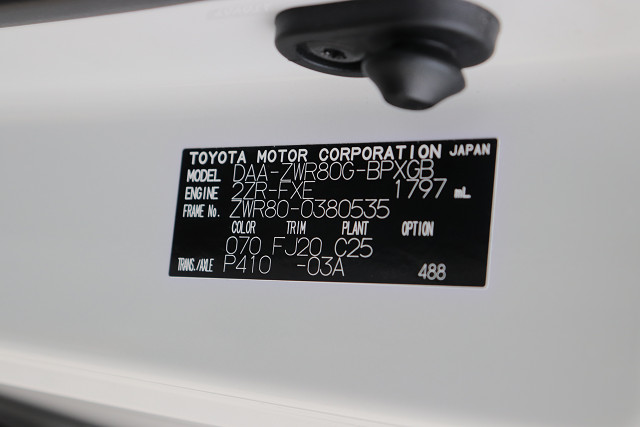 TOYOTA MOTOR CORPORATION JAPAN
MODEL DAA-ZWR80G-BPXGB
ENGINE 2ZR-FXE 1797 mL
FRAME No. ZWR80-0380535
COLOR TRIM PLANT OPTION
070 FJ20 C25
TRANS./AXLE P410 -03A 488